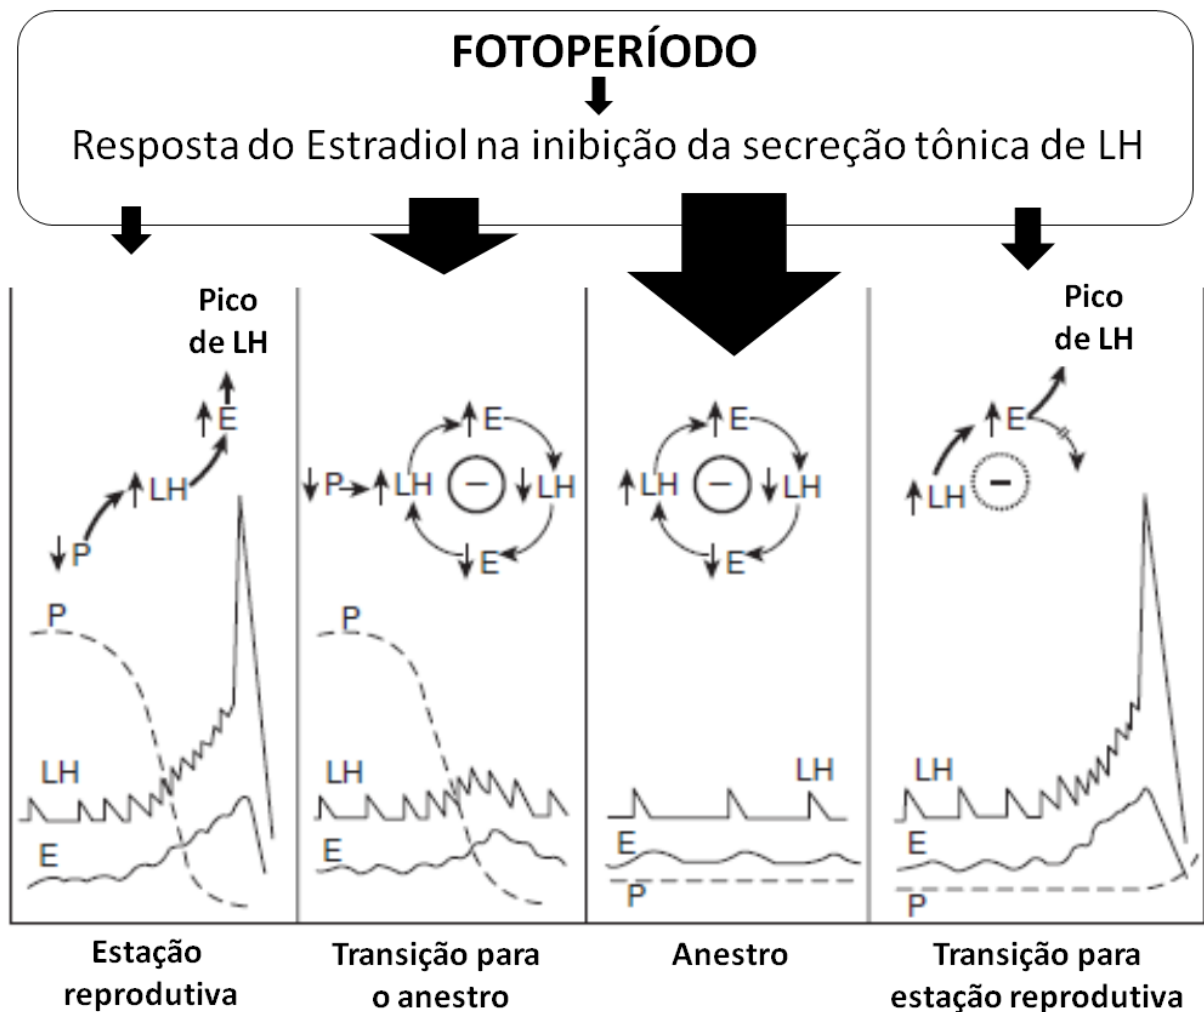 FOTOPERÍODO
Resposta do Estradiol na inibição da secreção tônica de LH
Pico
de LH
↑E
↑LH
↓P
P
LH
E
Estação
reprodutiva
↑E
↓P→↑LH − ↓LH
↓E
P
LH
E
Transição para
o anestro
↑E
↑LH − ↓LH
↓E
LH
E
P
Anestro
Pico
de LH
↑E
↑LH -
LH
E
P
Transição para
estação reprodutiva